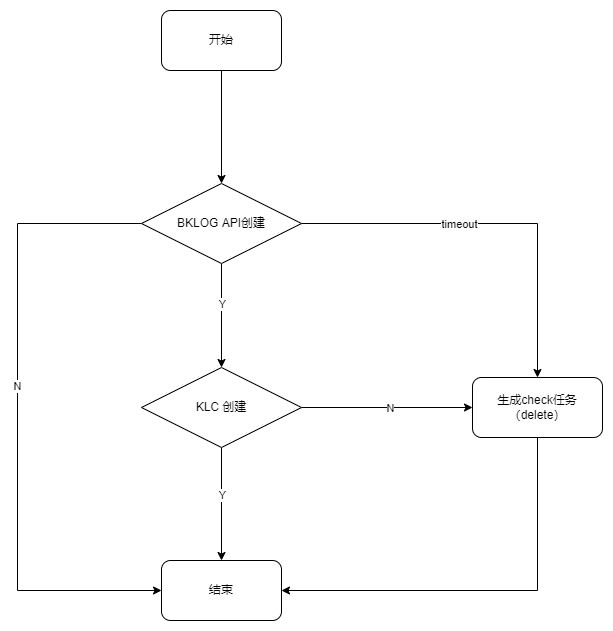 开始
BKLOG API创建
timeout
Y
N
KLC 创建
N
生成check任务
（delete）
Y
结束